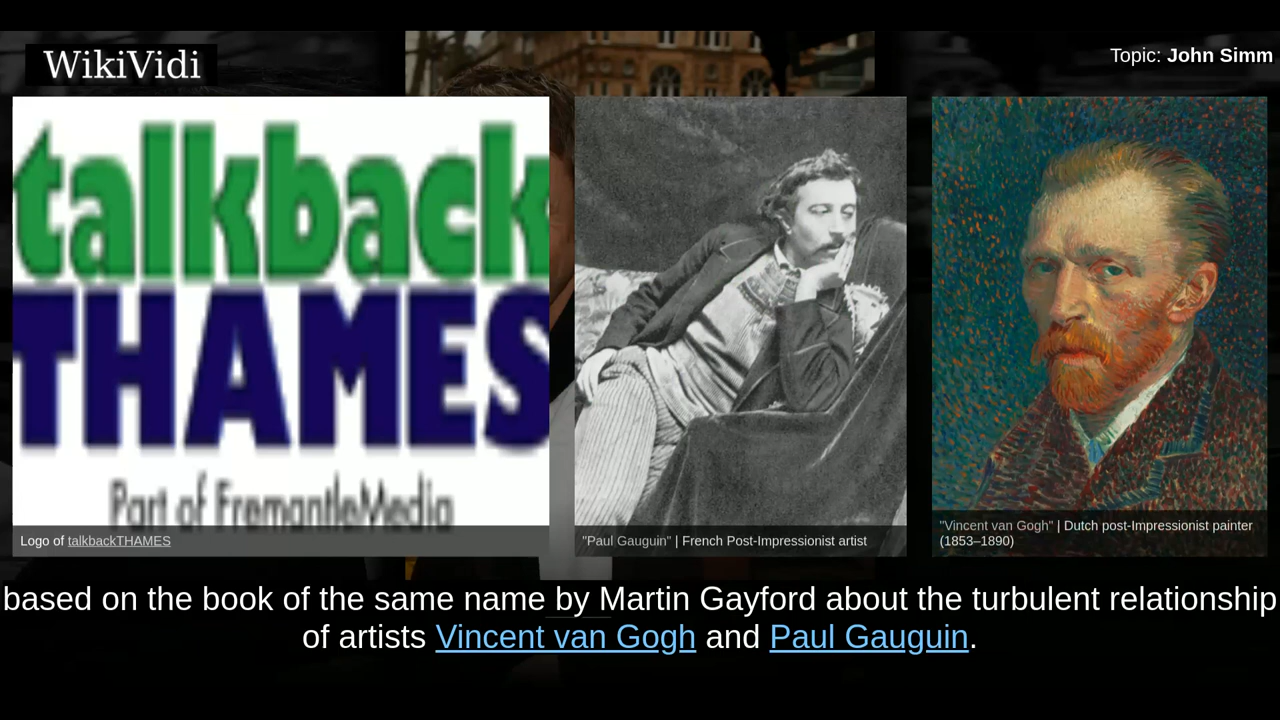 WikiVidi
Topic: John Simm
talkback
THAMES
Part of FremantleMedia
Logo of talkbackTHAMES
"Paul Gauguin" | French Post-Impressionist artist
"Vincent van Gogh" | Dutch post-Impressionist painter
(1853–1890)
based on the book of the same name by Martin Gayford about the turbulent relationship
of artists Vincent van Gogh and Paul Gauguin.